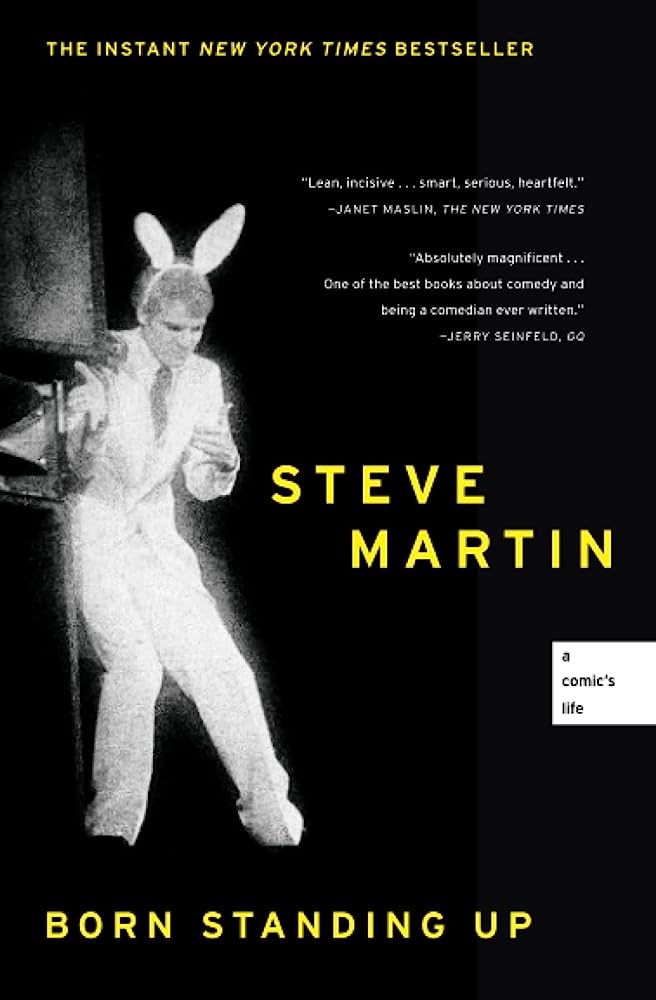 THE INSTANT NEW YORK TIMES BESTSELLER
“Lean, incisive . . . smart, serious, heartfelt.”
–JANET MASLIN, THE NEW YORK TIMES
“Absolutely magnificent . . .
One of the best books about comedy and
being a comedian ever written.”
–JERRY SEINFELD, GQ
STEVE
MARTIN
a
comic's
life
BORN STANDING UP